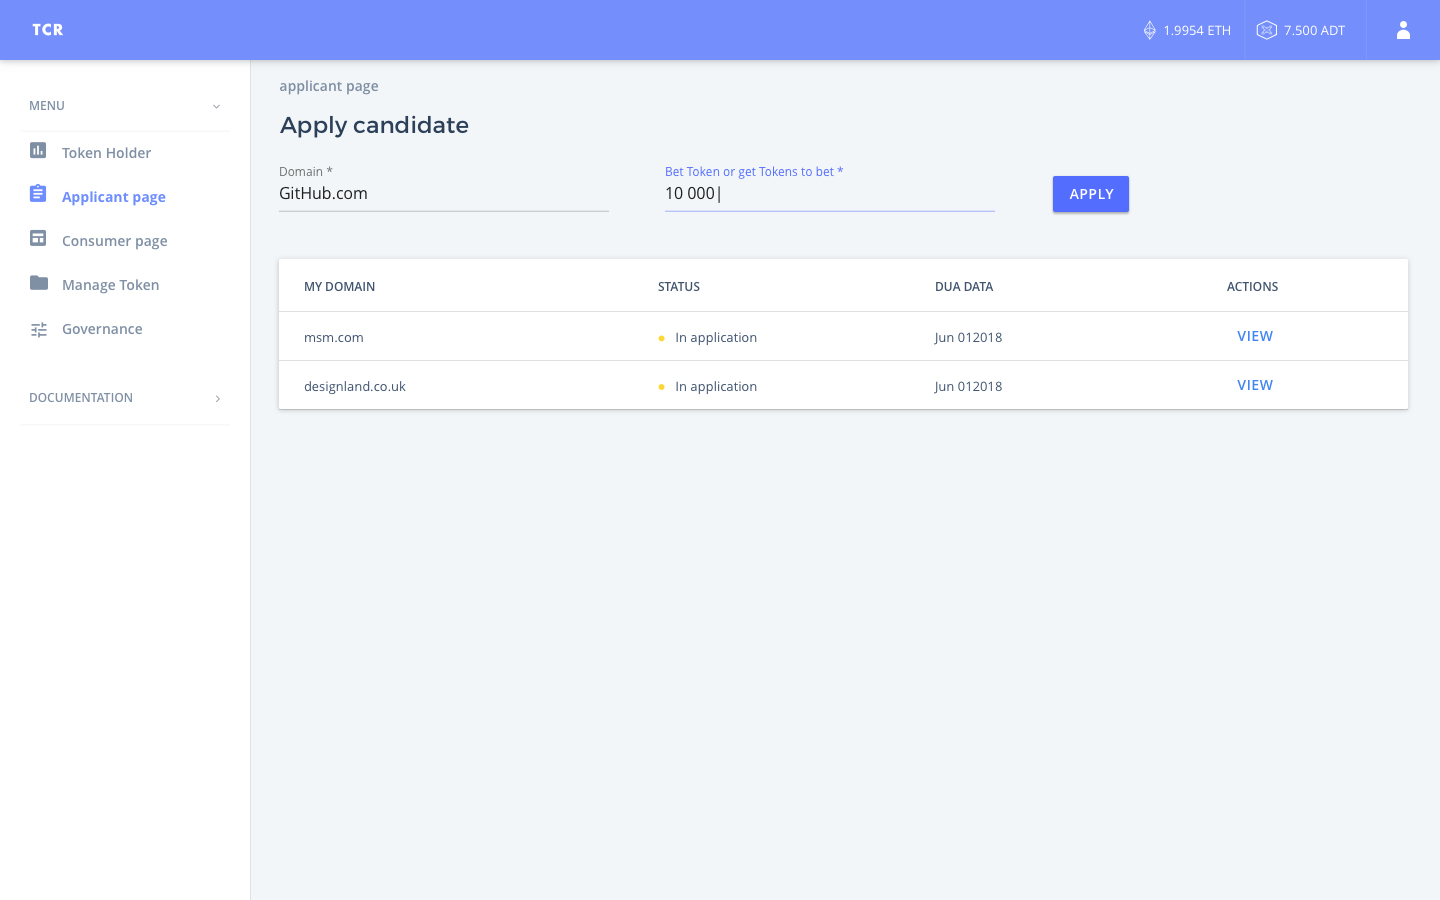 TCR
1.9954 ETH
7.500 ADT
MENU
Token Holder
Applicant page
Consumer page
Manage Token
Governance
DOCUMENTATION
applicant page
Apply candidate
Domain *
GitHub.com
Bet Token or get Tokens to bet *
10 000|
APPLY
MY DOMAIN STATUS DUA DATA ACTIONS
msm.com In application Jun 012018 VIEW
designland.co.uk In application Jun 012018 VIEW